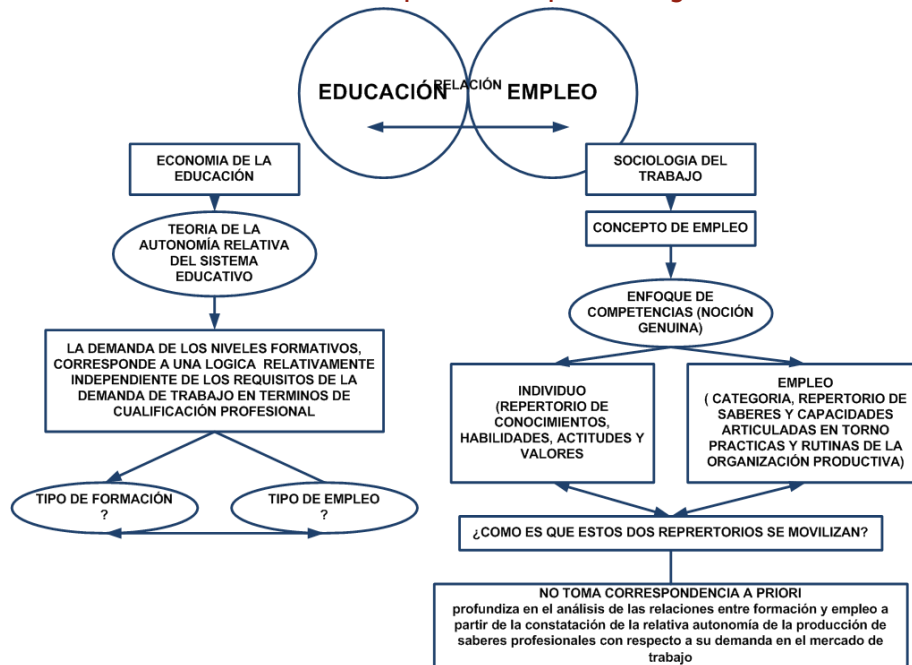 EDUCACIÓN
RELACIÓN
EMPLEO
ECONOMIA DE LA
EDUCACIÓN
SOCIOLOGIA DEL
TRABAJO
TEORIA DE LA
AUTONOMÍA RELATIVA
DEL SISTEMA
EDUCATIVO
CONCEPTO DE EMPLEO
ENFOQUE DE
COMPETENCIAS (NOCIÓN
GENUINA)
LA DEMANDA DE LOS NIVELES FORMATIVOS,
CORRESPONDE A UNA LOGICA RELATIVAMENTE
INDEPENDIENTE DE LOS REQUISITOS DE LA
DEMANDA DE TRABAJO EN TERMINOS DE
CUALIFICACIÓN PROFESIONAL
INDIVIDUO
(REPERTORIO DE
CONOCIMIENTOS,
HABILIDADES, ACTITUDES Y
VALORES
EMPLEO
( CATEGORIA, REPERTORIO DE
SABERES Y CAPACIDADES
ARTICULADAS EN TORNO
PRACTICAS Y RUTINAS DE LA
ORGANIZACIÓN PRODUCTIVA)
TIPO DE FORMACIÓN
?
TIPO DE EMPLEO
?
¿COMO ES QUE ESTOS DOS REPRERTORIOS SE MOVILIZAN?
NO TOMA CORRESPONDENCIA A PRIORI
profundiza en el análisis de las relaciones entre formación y empleo a
partir de la constatación de la relativa autonomía de la producción de
saberes profesionales con respecto a su demanda en el mercado de
trabajo